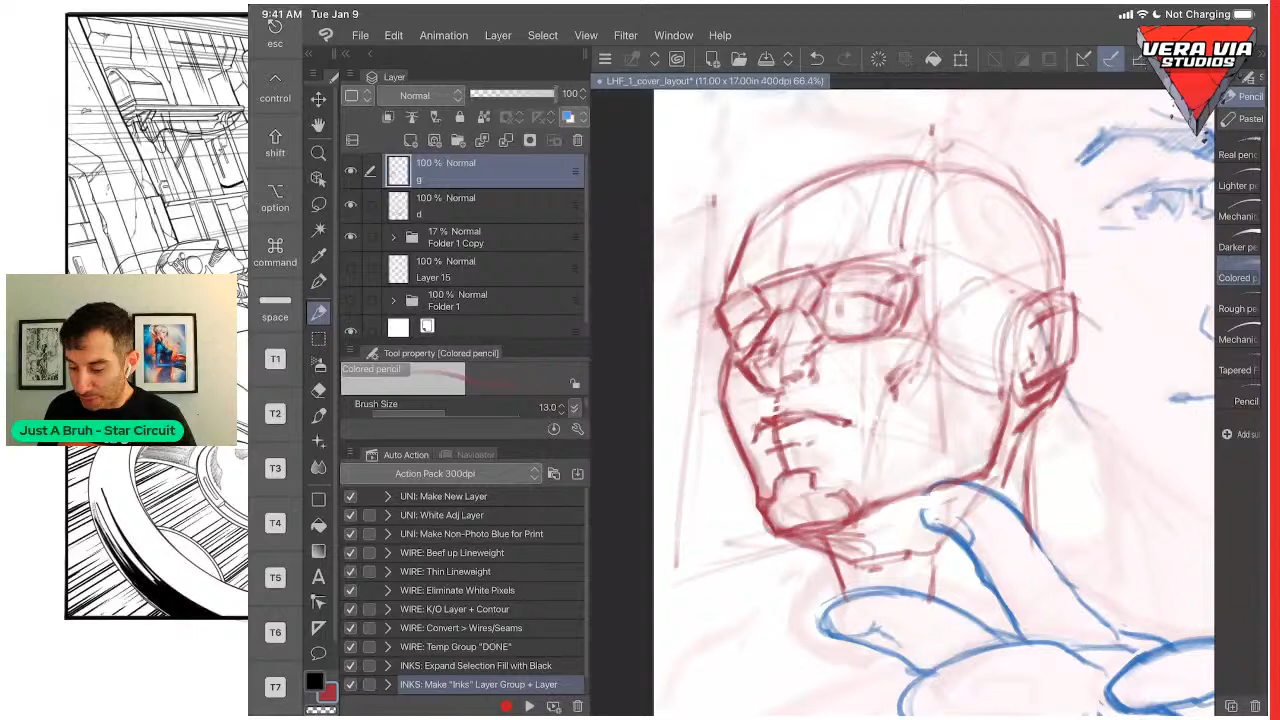 9:41 AM Tue Jan 9
Not Charging
VERA VIA
STUDIOS
esc
control
shift
option
command
space
T1
T2
T3
T4
T5
T6
T7
File Edit Animation Layer Select View Filter Window Help
LHF_1_cover_layout* (11.00 x 17.00in 400dpi 66.4%)
Layer
Normal 100
100 % Normal
g
100 % Normal
d
17 % Normal
Folder 1 Copy
100 % Normal
Layer 15
100 % Normal
Folder 1
Tool property [Colored pencil]
Colored pencil
Brush Size 13.0
Auto Action Navigator
Action Pack 300dpi
UNI: Make New Layer
UNI: White Adj Layer
UNI: Make Non-Photo Blue for Print
WIRE: Beef up Lineweight
WIRE: Thin Lineweight
WIRE: Eliminate White Pixels
WIRE: K/O Layer + Contour
WIRE: Convert > Wires/Seams
WIRE: Temp Group "DONE"
INKS: Expand Selection Fill with Black
INKS: Make "Inks" Layer Group + Layer
Pencil
Pastel
Real penc
Lighter pe
Mechanic
Darker pe
Colored p
Rough pe
Mechanic
Tapered F
Pencil
Add su
Just A Bruh - Star Circuit